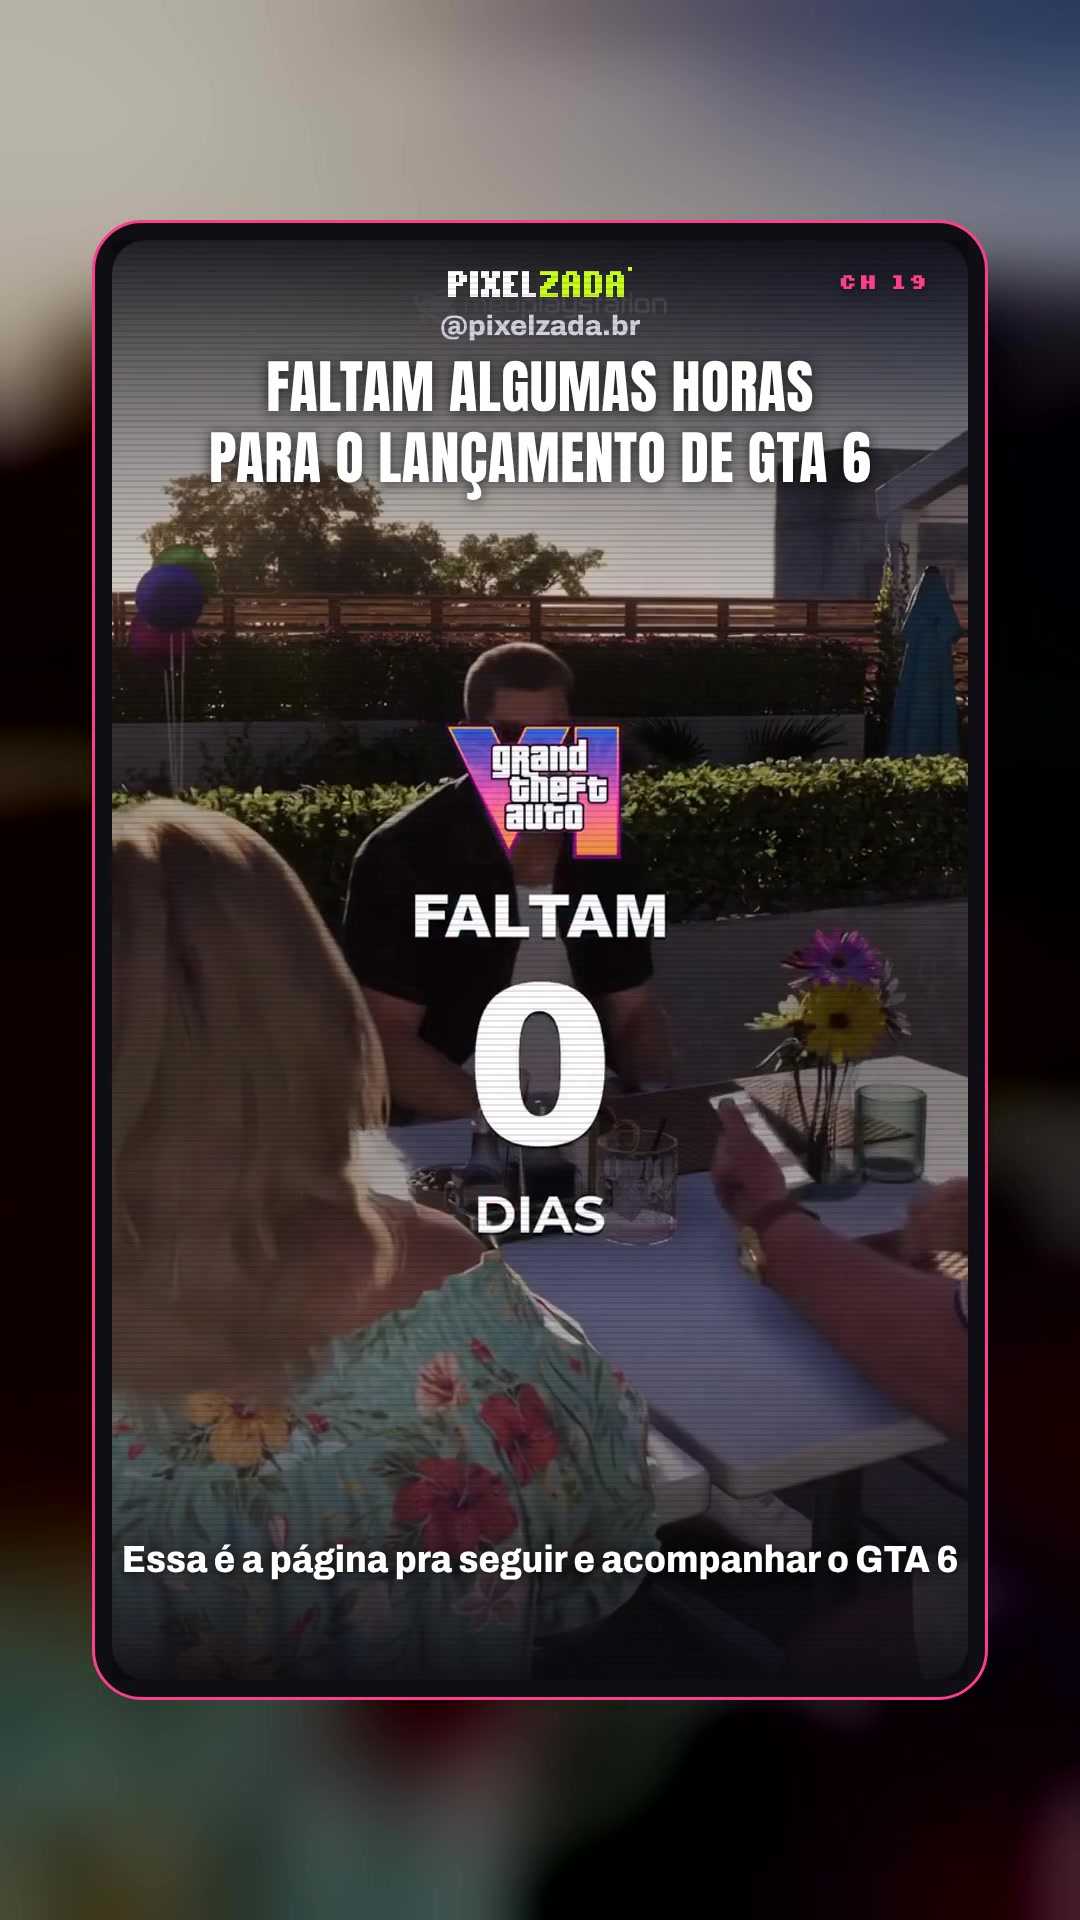 PIXELZADA
CH 19
meuplaystation
@pixelzada.br
FALTAM ALGUMAS HORAS
PARA O LANÇAMENTO DE GTA 6
VI
grand
theft
auto
FALTAM
0
DIAS
Essa é a página pra seguir e acompanhar o GTA 6